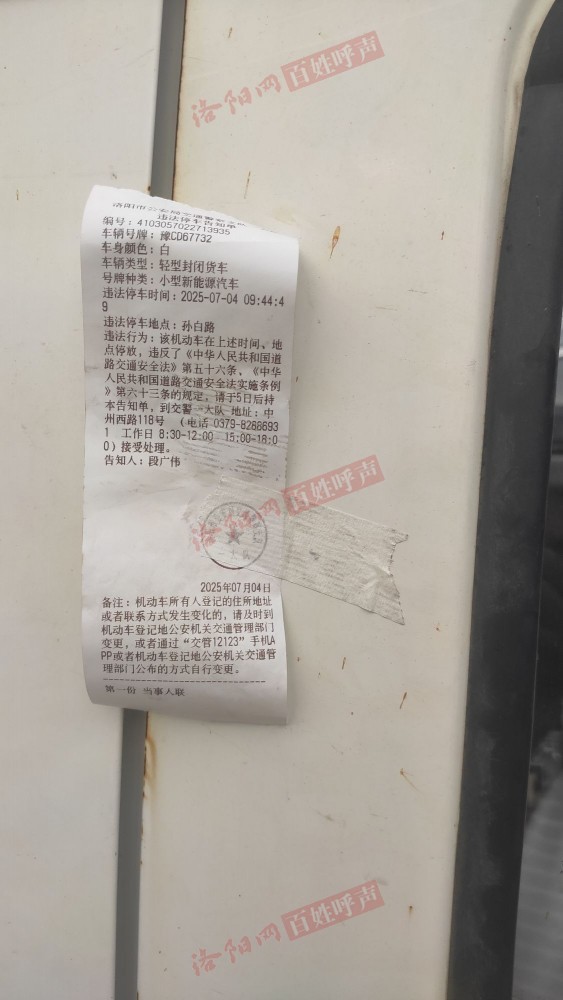 洛阳网 百姓呼声
违法停车告知单
编号：4103057022713935
车辆号牌：豫CD67732
车身颜色：白
车辆类型：轻型封闭货车
号牌种类：小型新能源汽车
违法停车时间：2025-07-04 09:44:4
9
违法停车地点：孙白路
违法行为：该机动车在上述时间、地
点停放，违反了《中华人民共和国道
路交通安全法》第五十六条、《中华
人民共和国道路交通安全法实施条例
》第六十三条的规定，请于5日后持
本告知单，到交警一大队 地址：中
州西路118号 （电话 0379-8288693
1 工作日 8:30-12:00 15:00-18:0
0）接受处理。
告知人：段广伟
洛阳网 百姓呼声
2025年07月04日
备注：机动车所有人登记的住所地址
或者联系方式发生变化的，请及时到
机动车登记地公安机关交通管理部门
变更，或者通过“交管12123”手机A
PP或者机动车登记地公安机关交通管
理部门公布的方式自行变更。
第一份 当事人联
洛阳网 百姓呼声